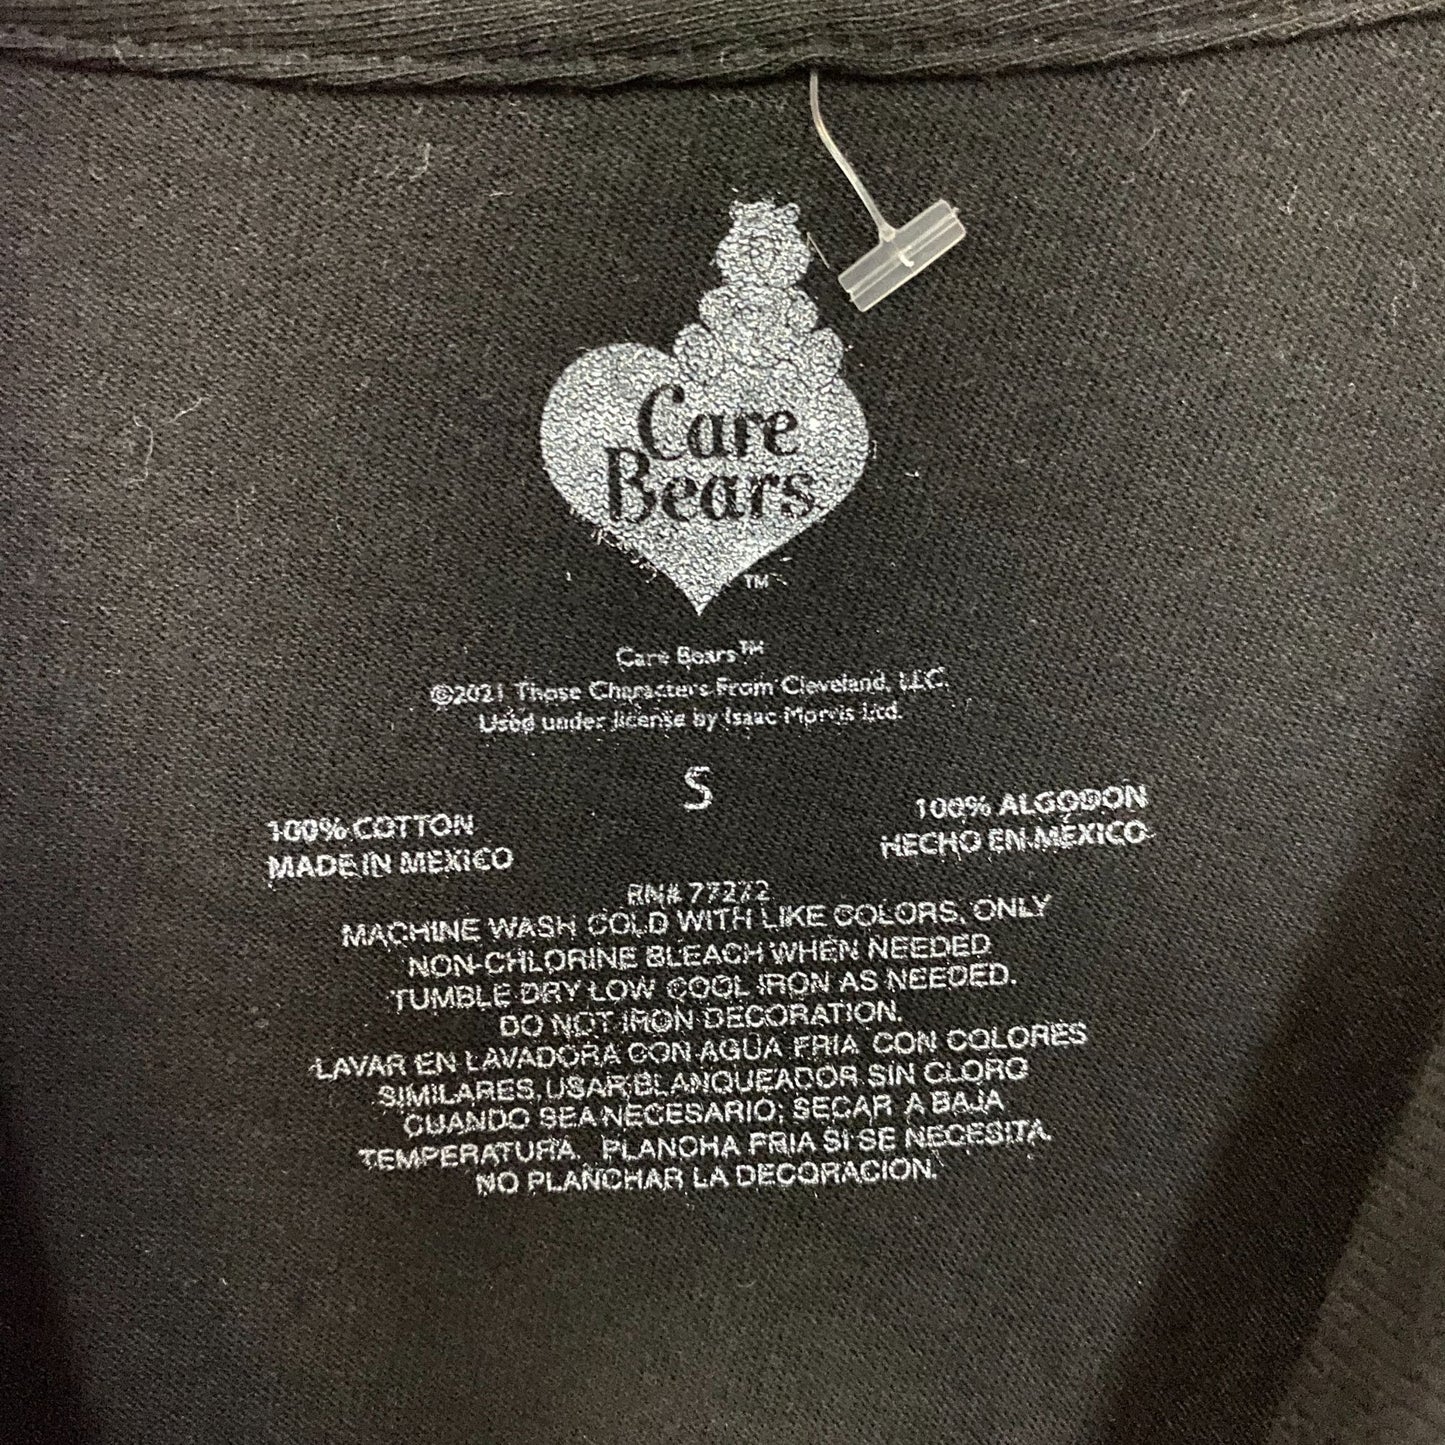 Care
Bears
TM
Care Bears™
©2021 Those Characters From Cleveland, LLC.
Used under license by Isaac Morris Ltd.
S
100% COTTON
MADE IN MEXICO
100% ALGODON
HECHO EN MEXICO
RN# 77272
MACHINE WASH COLD WITH LIKE COLORS, ONLY
NON-CHLORINE BLEACH WHEN NEEDED
TUMBLE DRY LOW COOL IRON AS NEEDED.
DO NOT IRON DECORATION.
LAVAR EN LAVADORA CON AGUA FRIA CON COLORES
SIMILARES, USAR BLANQUEADOR SIN CLORO
CUANDO SEA NECESARIO; SECAR A BAJA
TEMPERATURA. PLANCHA FRIA SI SE NECESITA.
NO PLANCHAR LA DECORACION.